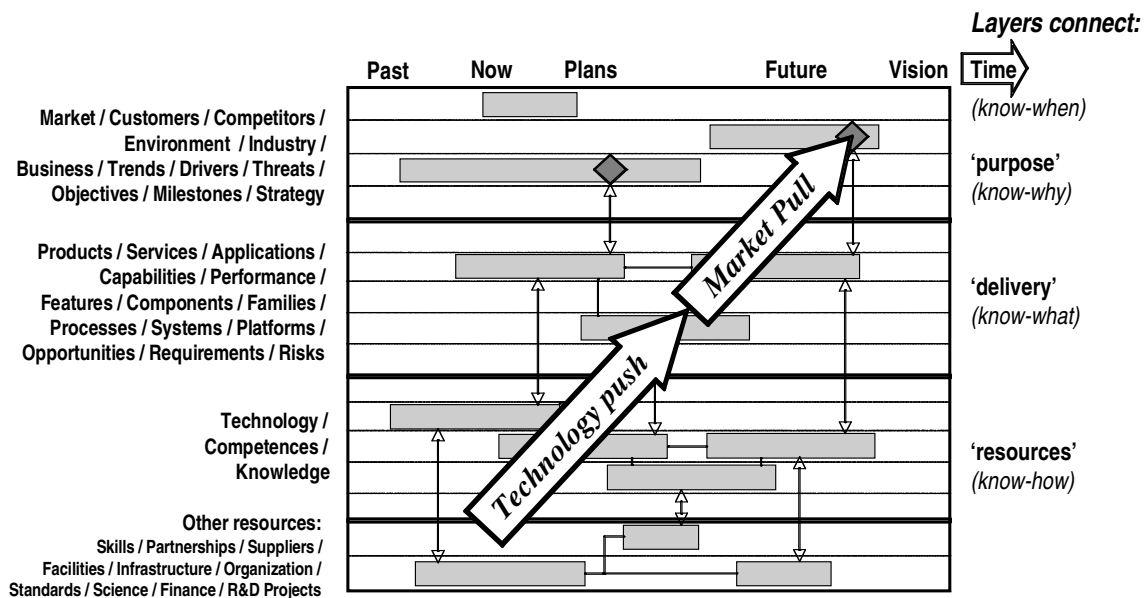 Layers connect:
Past Now Plans Future Vision Time
(know-when)
Market / Customers / Competitors /
Environment / Industry /
Business / Trends / Drivers / Threats /
Objectives / Milestones / Strategy
'purpose'
(know-why)
Market Pull
Products / Services / Applications /
Capabilities / Performance /
Features / Components / Families /
Processes / Systems / Platforms /
Opportunities / Requirements / Risks
'delivery'
(know-what)
Technology push
Technology /
Competences /
Knowledge
'resources'
(know-how)
Other resources:
Skills / Partnerships / Suppliers /
Facilities / Infrastructure / Organization /
Standards / Science / Finance / R&D Projects